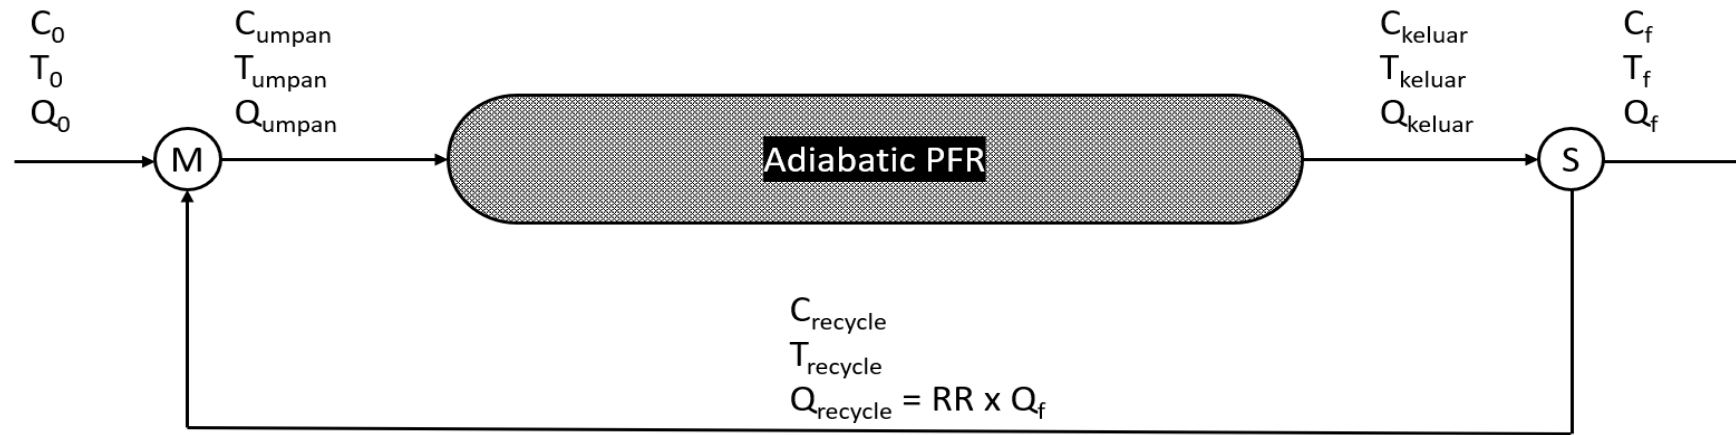 C0
T0
Q0
Cumpan
Tumpan
Qumpan
M
Adiabatic PFR
Ckeluar
Tkeluar
Qkeluar
S
Cf
Tf
Qf
Crecycle
Trecycle
Qrecycle = RR x Qf